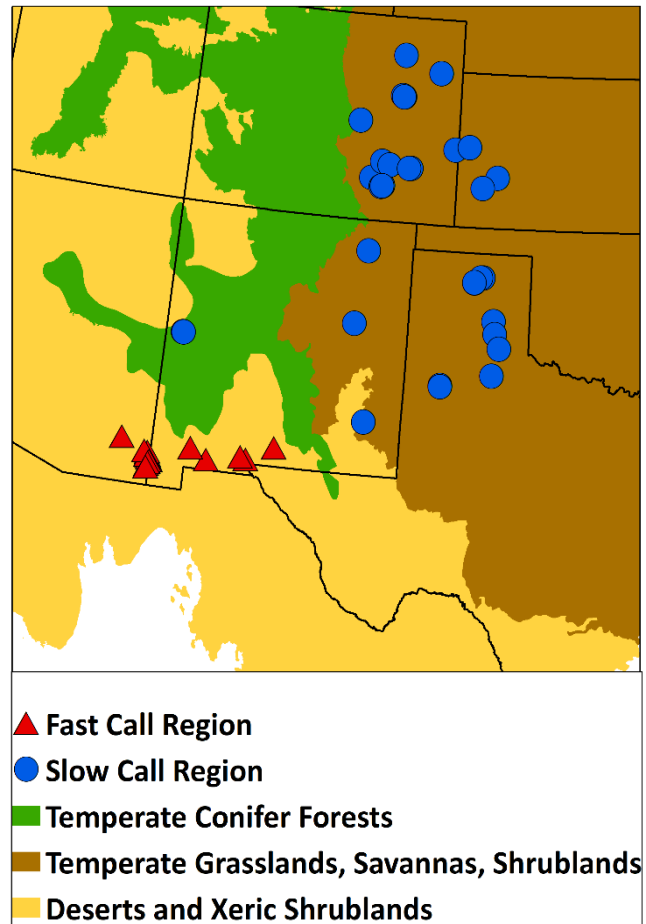 Fast Call Region
Slow Call Region
Temperate Conifer Forests
Temperate Grasslands, Savannas, Shrublands
Deserts and Xeric Shrublands